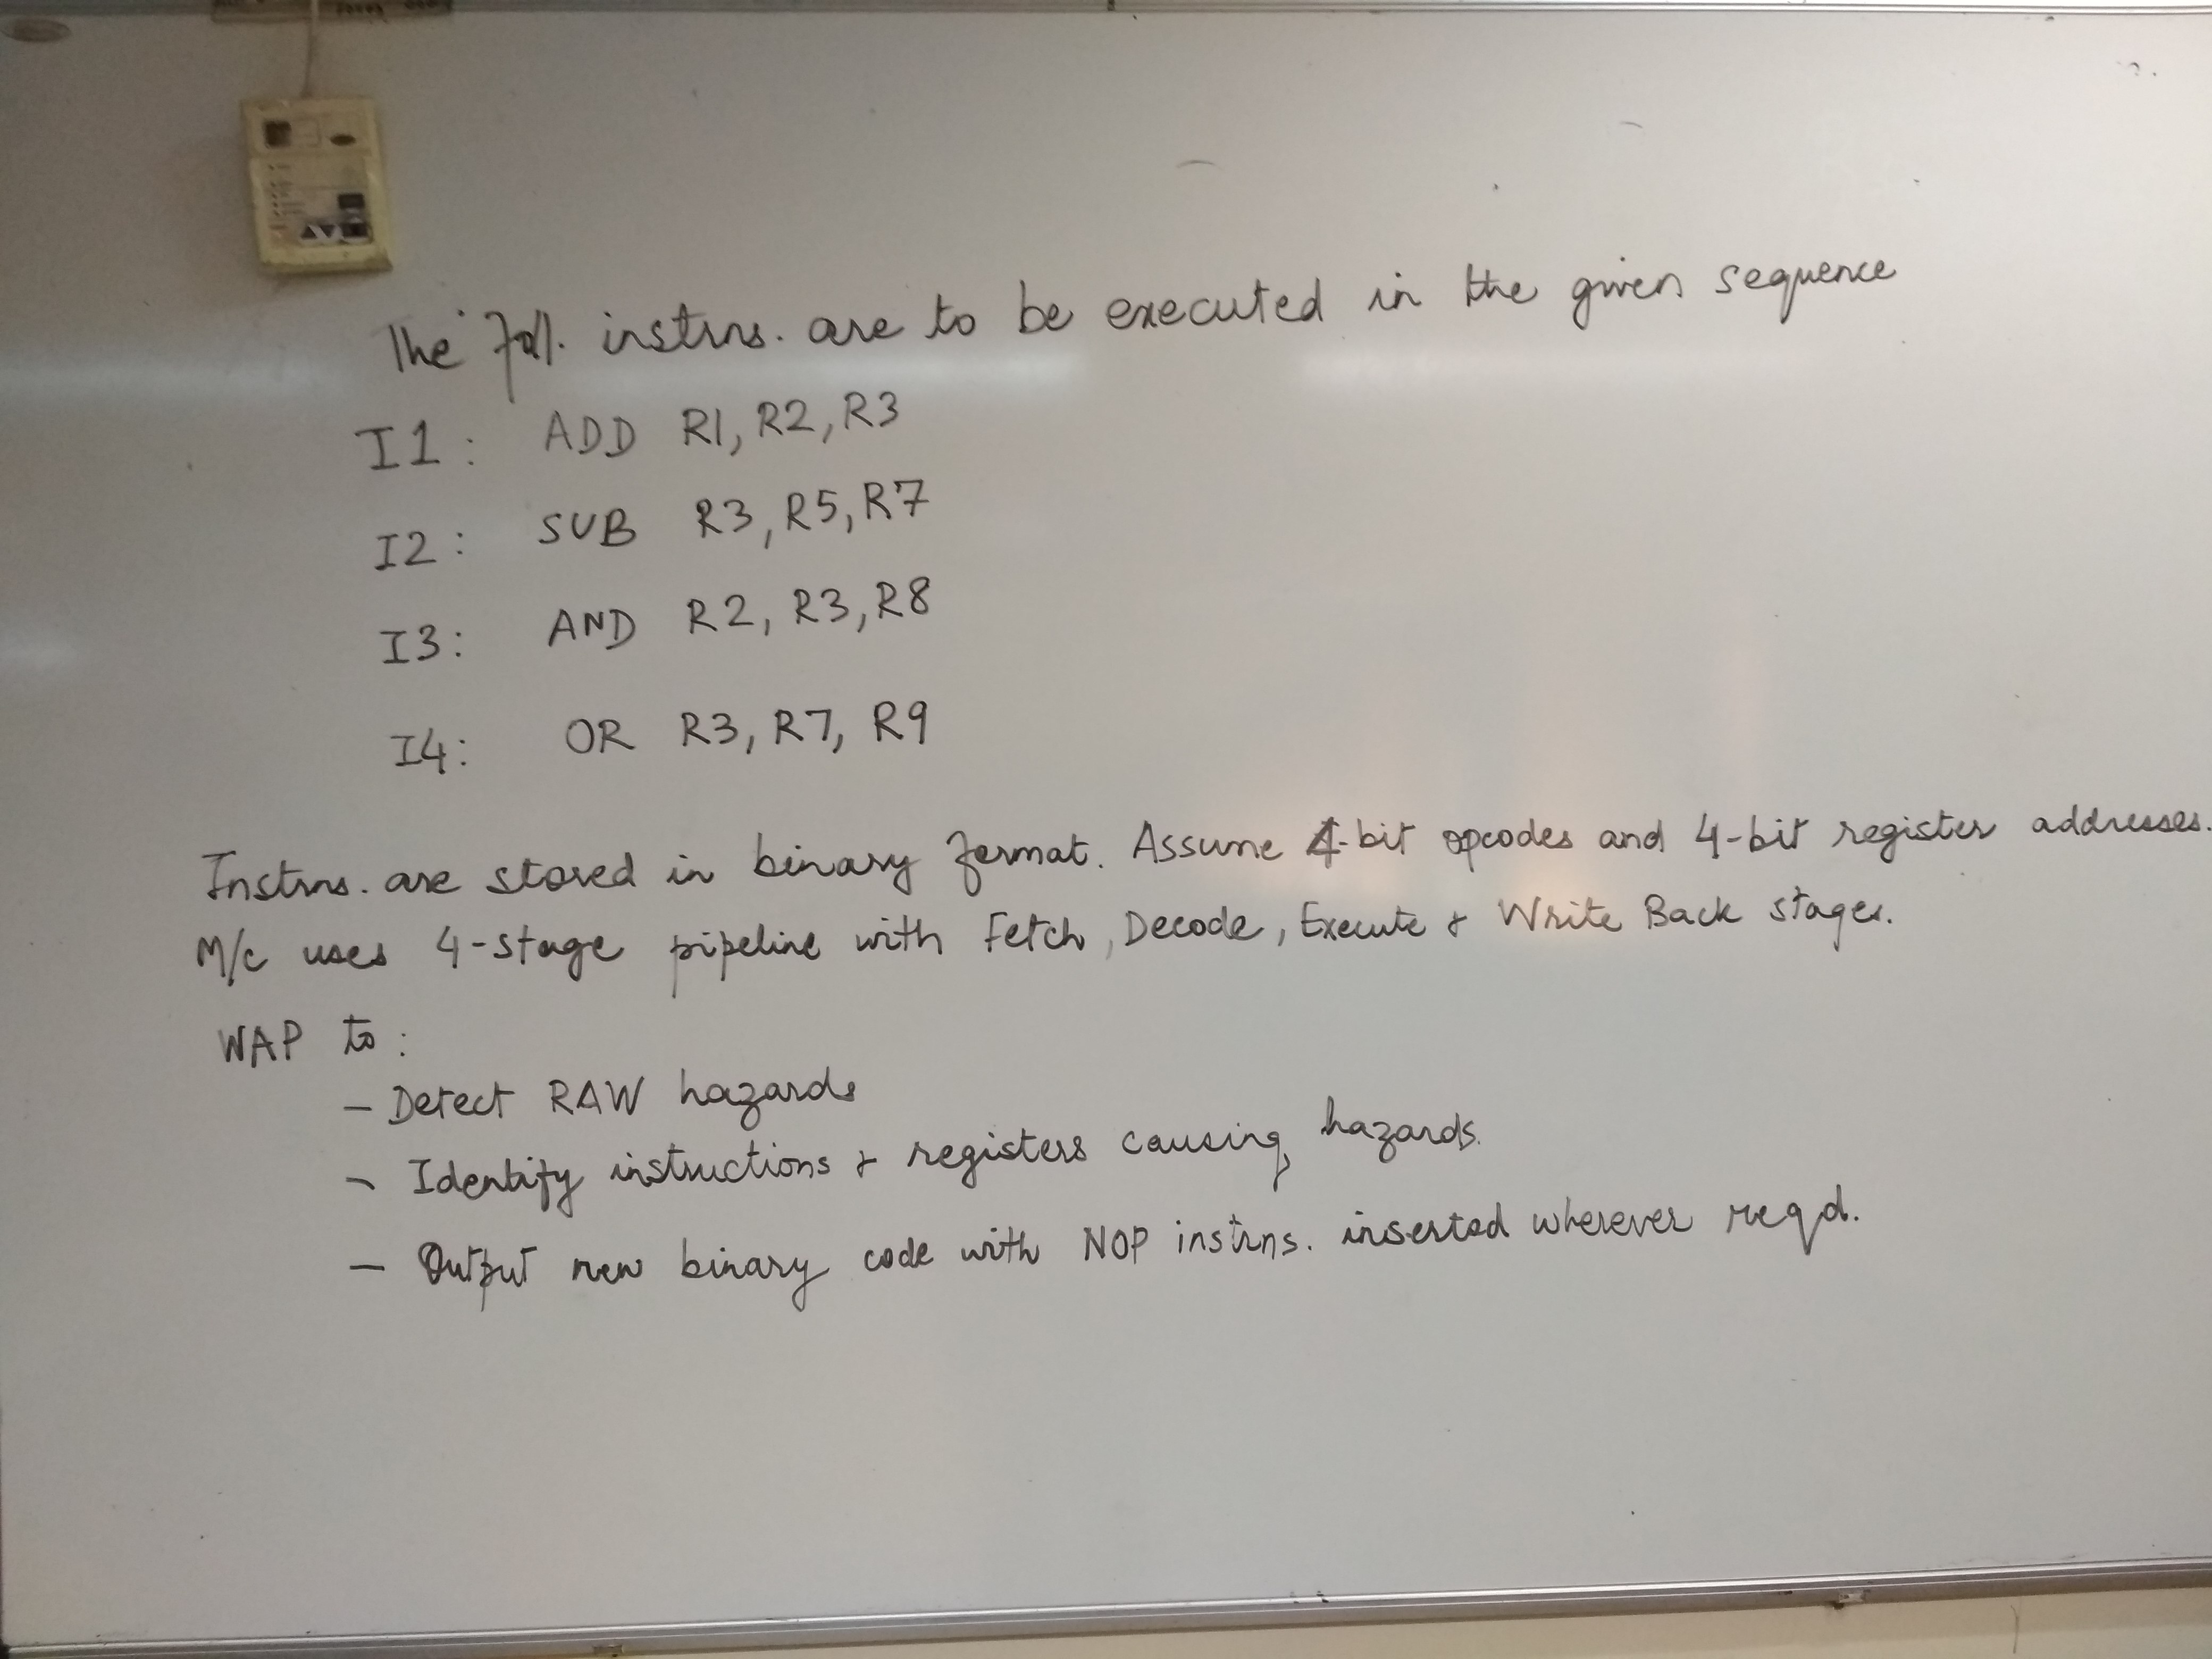 The foll. instrns. are to be executed in the given sequence
I1: ADD R1, R2, R3
I2: SUB R3, R5, R7
I3: AND R2, R3, R8
I4: OR R3, R7, R9
Instrns. are stored in binary format. Assume 4-bit opcodes and 4-bit register addresses.
M/c uses 4-stage pipeline with Fetch, Decode, Execute & Write Back stages.
WAP to:
- Detect RAW hazards
- Identify instructions & registers causing hazards.
- Output new binary code with NOP instrns. inserted wherever reqd.